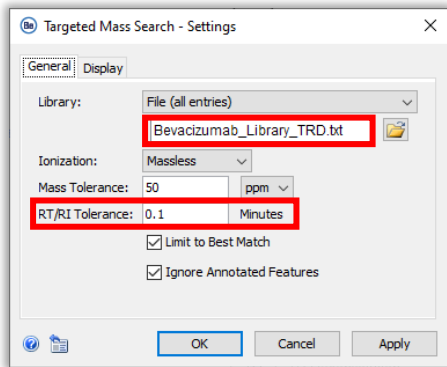 Be Targeted Mass Search - Settings
General Display
Library: File (all entries)
Bevacizumab_Library_TRD.txt
Ionization: Massless
Mass Tolerance: 50 ppm
RT/RI Tolerance: 0.1 Minutes
Limit to Best Match
Ignore Annotated Features
OK Cancel Apply